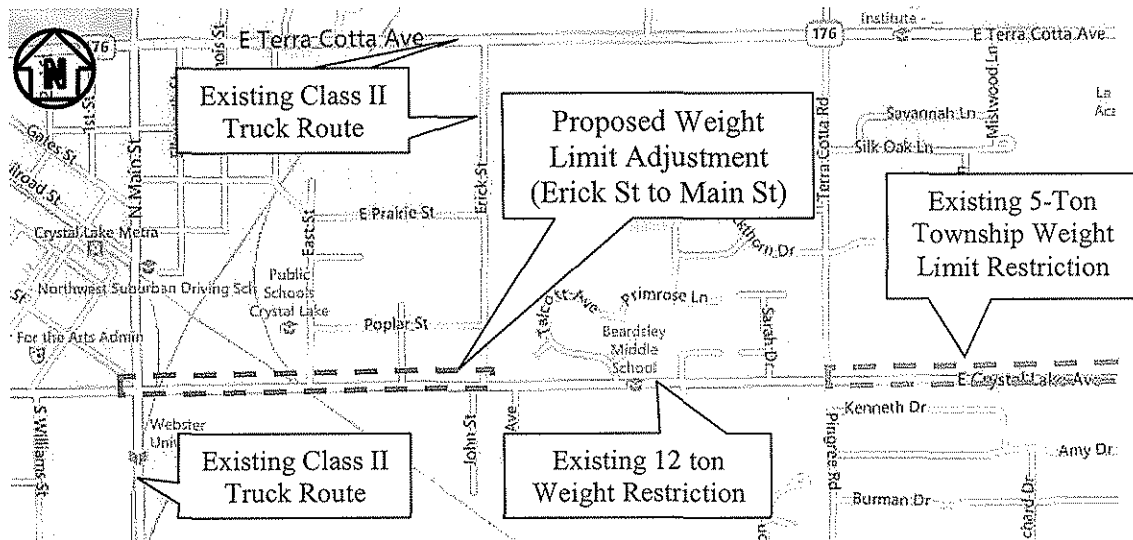 Institute -
176
E Terra Cotta Ave
176
E Terra Cotta Ave
N
1st St
Existing Class II
Truck Route
Proposed Weight
Limit Adjustment
(Erick St to Main St)
Savannah Ln
Mistwood Ln
Silk Oak Ln
Gates St
N Main St
Erick St
Terra Cotta Rd
Existing 5-Ton
Township Weight
Limit Restriction
E Prairie St
East St
Crystal Lake Metra
Northwest Suburban Driving Sch
Public
Schools
Crystal Lake
Primrose Ln
Talcott Ave
Sarah Dr
Poplar St
Beardsley
Middle
School
For the Arts Admin
E Crystal Lake Ave
S Williams St
Webster
John St
Ave
Kenneth Dr
Pingree Rd
Amy Dr
Existing Class II
Truck Route
Existing 12 ton
Weight Restriction
Burman Dr